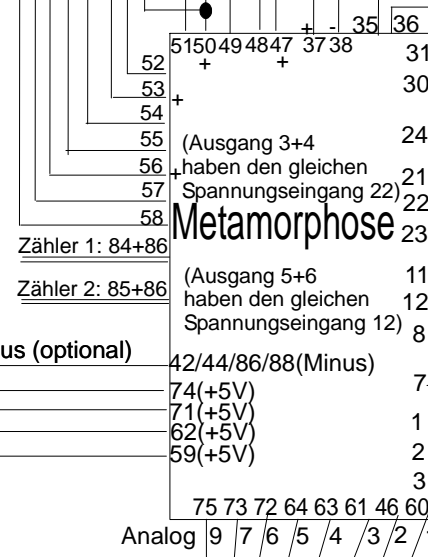 + - 35 36
51 50 49 48 47 37 38
+ +
31
52
30
53
+
54
24
55
(Ausgang 3+4
56
+ haben den gleichen
21
57
Spannungseingang 22)
22
58
Metamorphose
23
Zähler 1: 84+86
(Ausgang 5+6
11
Zähler 2: 85+86
haben den gleichen
12
Spannungseingang 12)
8
us (optional)
42/44/86/88(Minus)
74(+5V)
7
71(+5V)
1
62(+5V)
2
59(+5V)
3
75 73 72 64 63 61 46 60
Analog 9 7 6 5 4 3 2